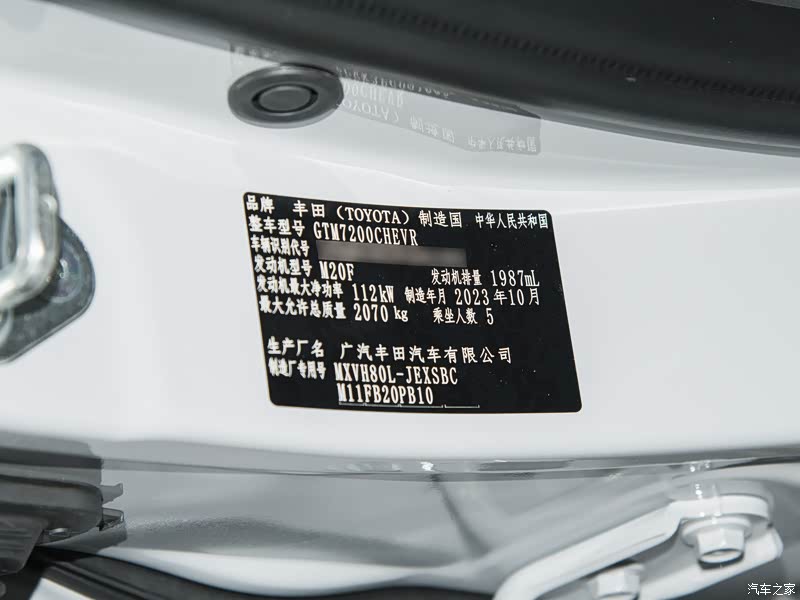 品牌 丰田（TOYOTA） 制造国 中华人民共和国
整车型号 GTM7200CHEVR
车辆识别代号
发动机型号 M20F 发动机排量 1987mL
发动机最大净功率 112kW 制造年月 2023年10月
最大允许总质量 2070 kg 乘坐人数 5
生产厂名 广汽丰田汽车有限公司
制造厂专用号 MXVH80L-JEXSBC
M11FB20PB10
汽车之家